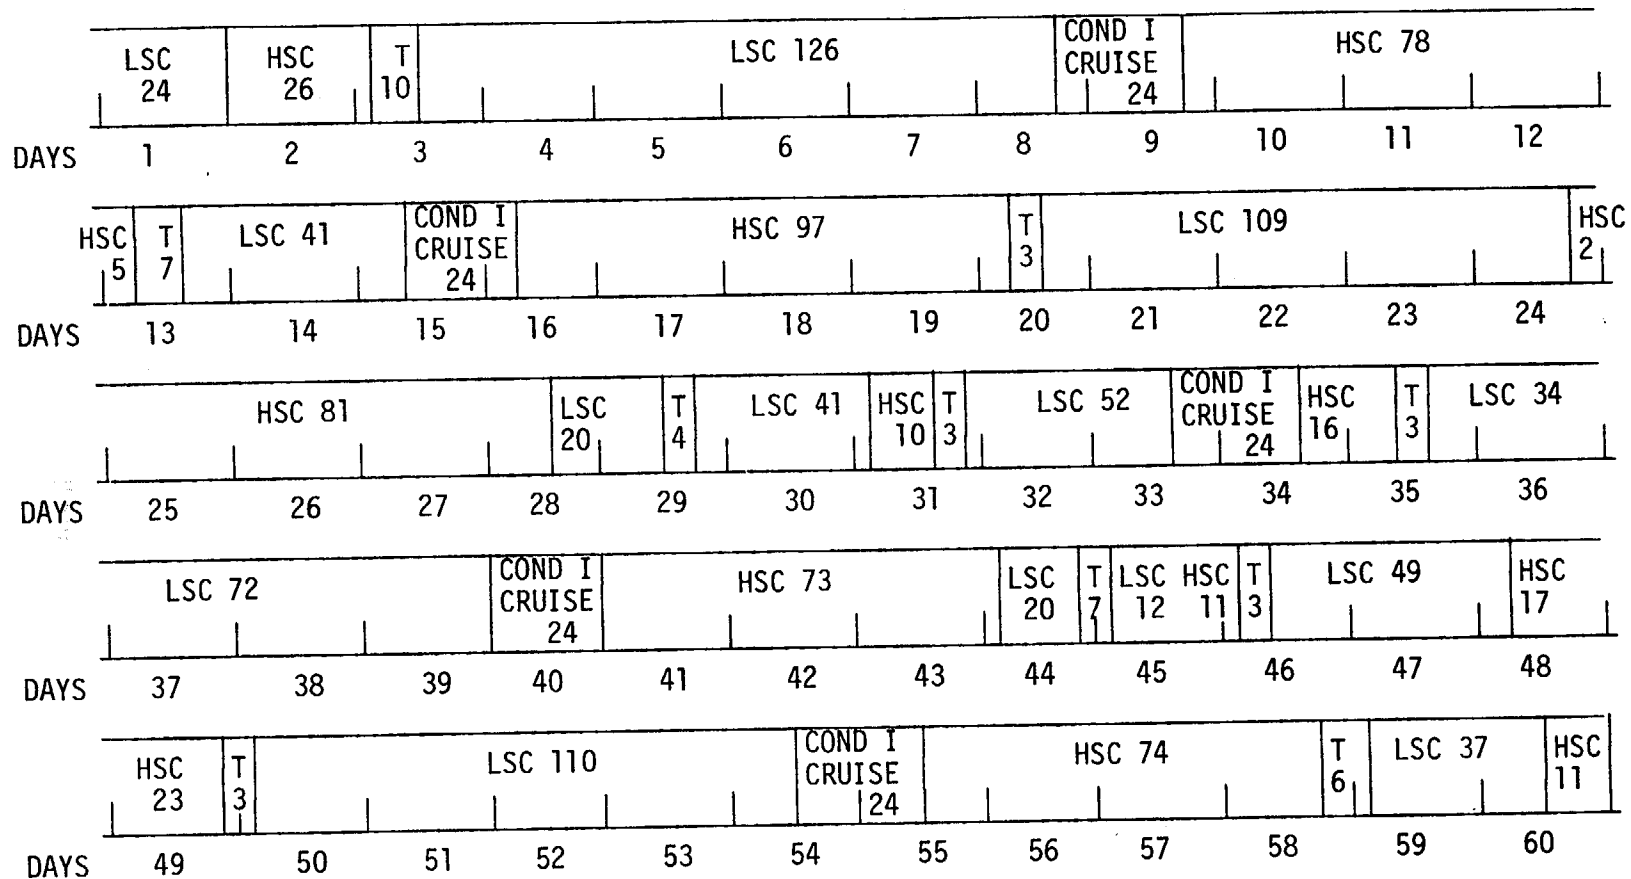 LSC 24
HSC 26
T 10
LSC 126
COND I CRUISE 24
HSC 78
DAYS 1 2 3 4 5 6 7 8 9 10 11 12
HSC 5
T 7
LSC 41
COND I CRUISE 24
HSC 97
T 3
LSC 109
HSC 2
DAYS 13 14 15 16 17 18 19 20 21 22 23 24
HSC 81
LSC 20
T 4
LSC 41
HSC 10
T 3
LSC 52
COND I CRUISE 24
HSC 16
T 3
LSC 34
DAYS 25 26 27 28 29 30 31 32 33 34 35 36
LSC 72
COND I CRUISE 24
HSC 73
LSC 20
T 7
LSC 12
HSC 11
T 3
LSC 49
HSC 17
DAYS 37 38 39 40 41 42 43 44 45 46 47 48
HSC 23
T 3
LSC 110
COND I CRUISE 24
HSC 74
T 6
LSC 37
HSC 11
DAYS 49 50 51 52 53 54 55 56 57 58 59 60